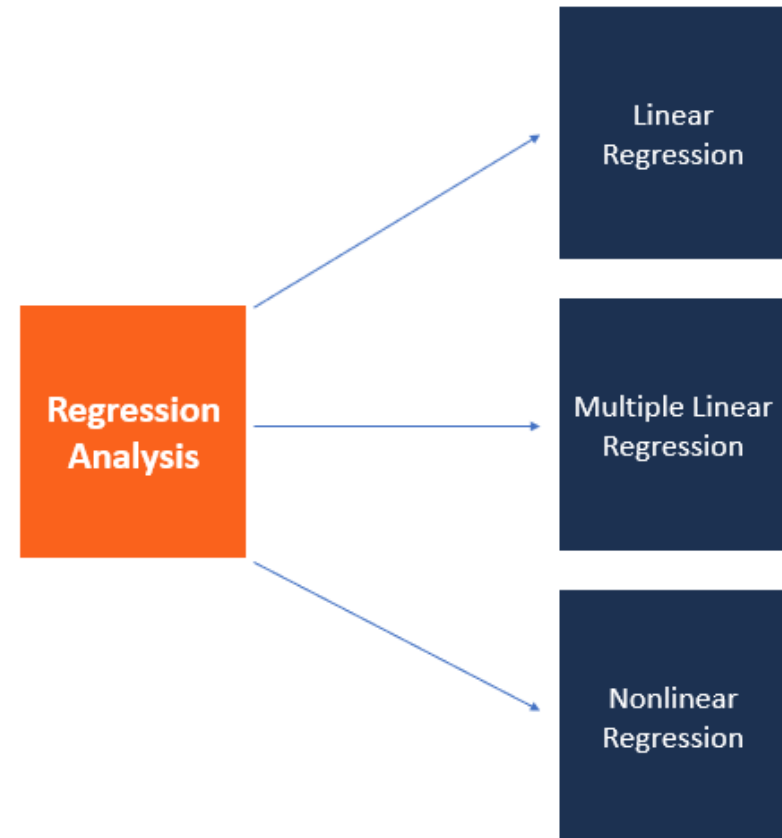 Regression
Analysis
Linear
Regression
Multiple Linear
Regression
Nonlinear
Regression